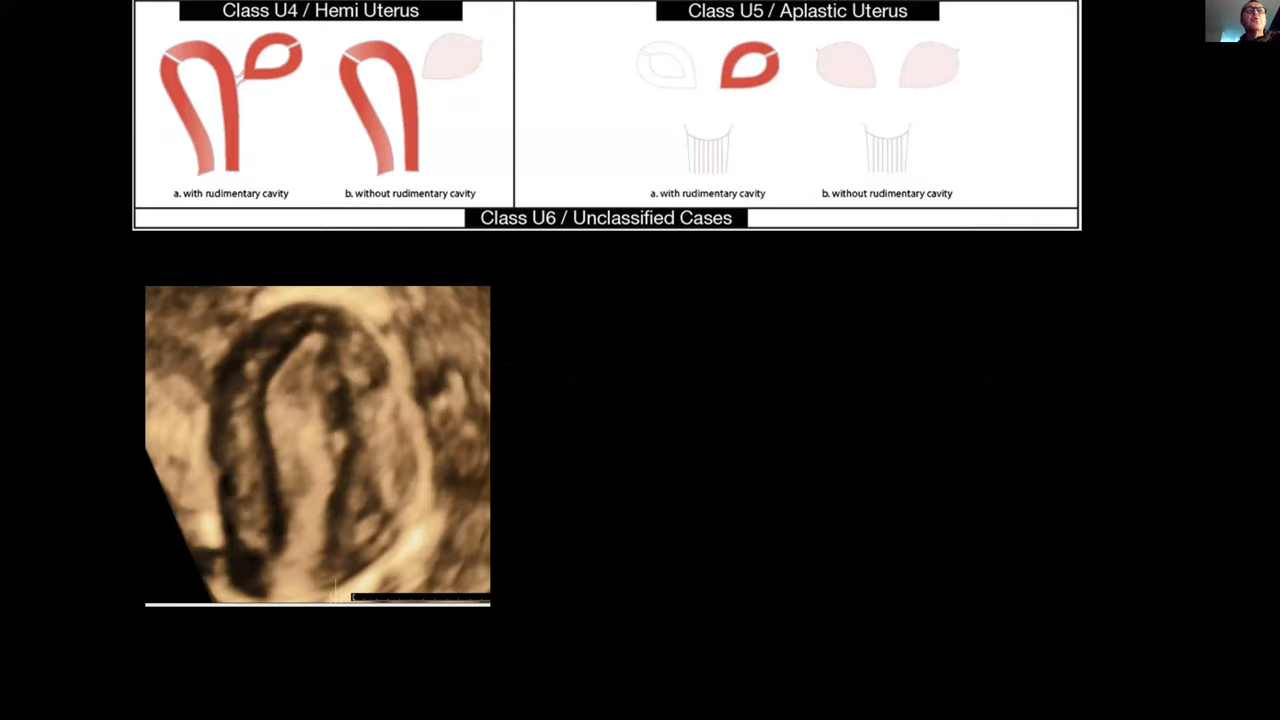 Class U4 / Hemi Uterus
Class U5 / Aplastic Uterus
a. with rudimentary cavity
b. without rudimentary cavity
a. with rudimentary cavity
b. without rudimentary cavity
Class U6 / Unclassified Cases